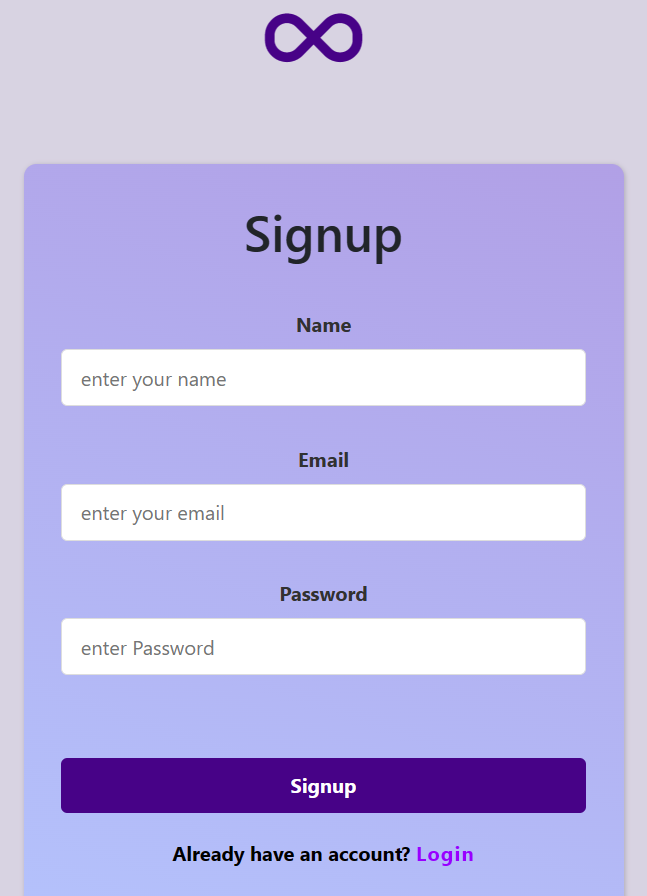 Signup
Name
enter your name
Email
enter your email
Password
enter Password
Signup
Already have an account? Login